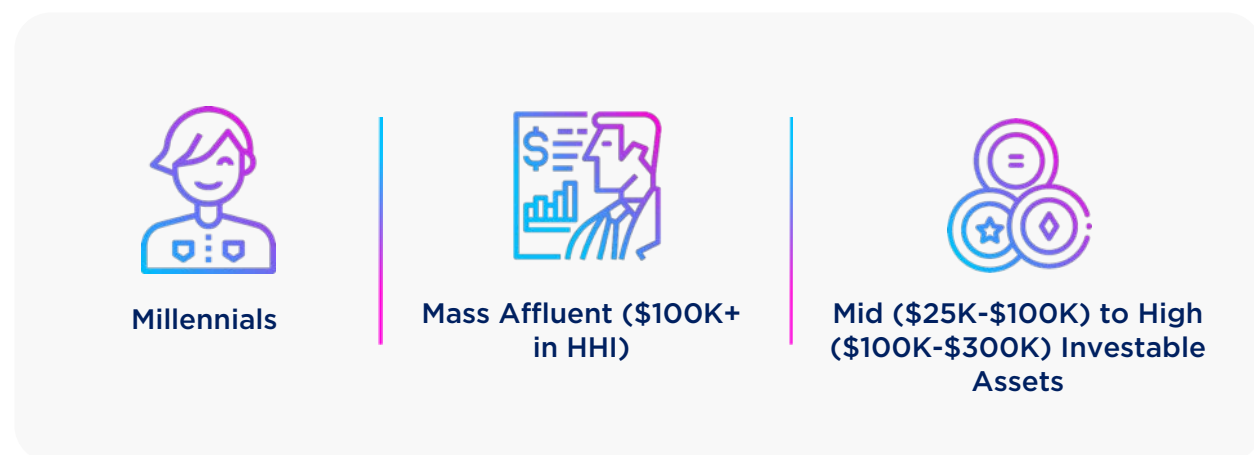 $
Millennials
Mass Affluent ($100K+
in HHI)
Mid ($25K-$100K) to High
($100K-$300K) Investable
Assets